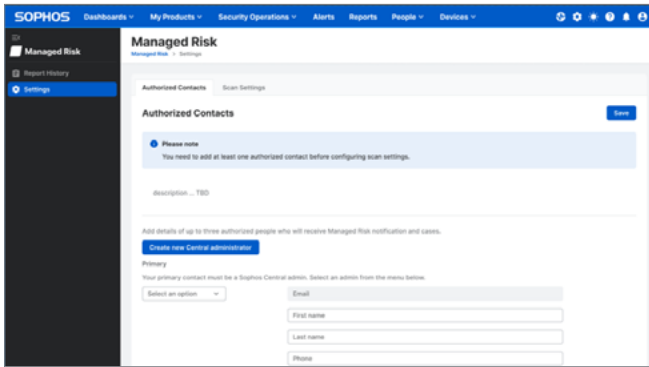 SOPHOS Dashboards My Products Security Operations Alerts Reports People Devices
Managed Risk
Report History
Settings
Managed Risk
Managed Risk > Settings
Authorized Contacts Scan Settings
Authorized Contacts Save
Please note
You need to add at least one authorized contact before configuring scan settings.
description ... TBD
Add details of up to three authorized people who will receive Managed Risk notification and cases.
Create new Central administrator
Primary
Your primary contact must be a Sophos Central admin. Select an admin from the menu below.
Select an option Email
First name
Last name
Phone